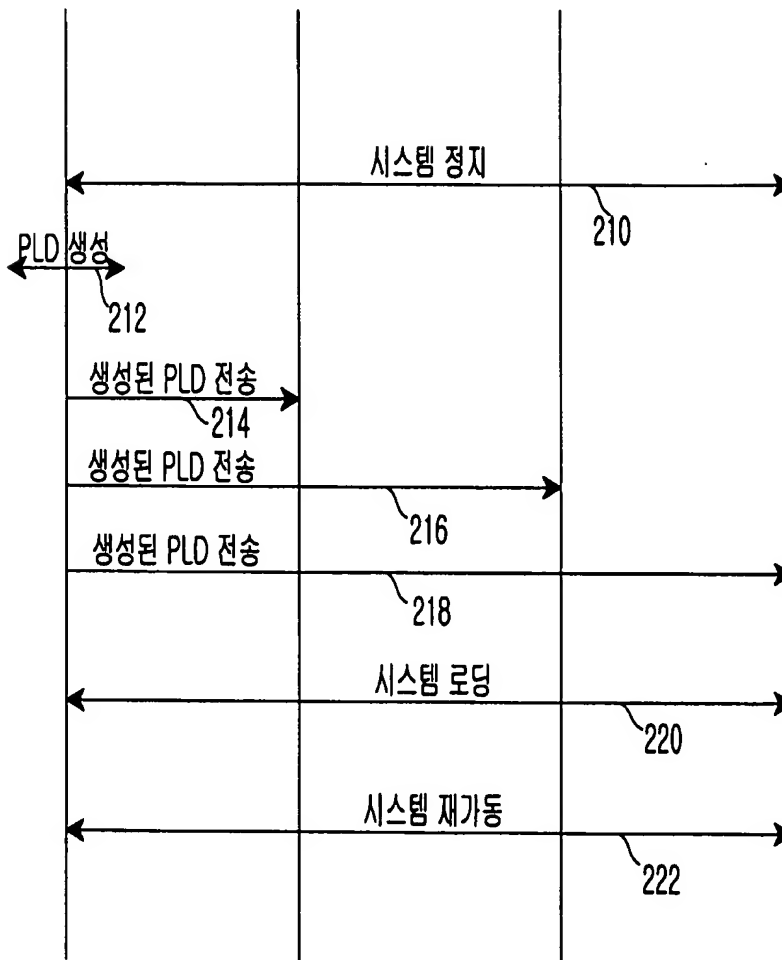 시스템 정지
210
PLD 생성
212
생성된 PLD 전송
214
생성된 PLD 전송
216
생성된 PLD 전송
218
시스템 로딩
220
시스템 재가동
222